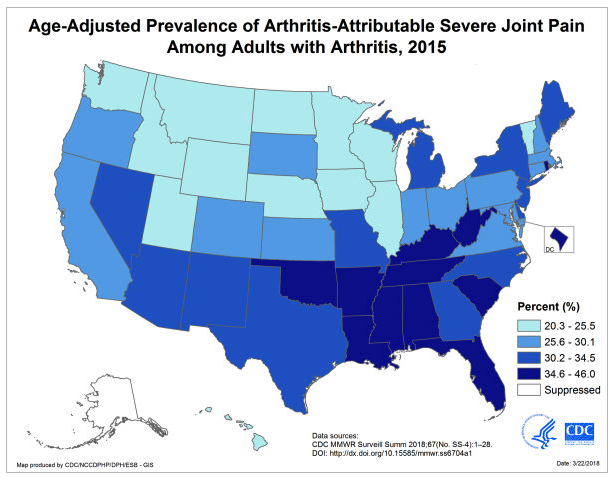 Age-Adjusted Prevalence of Arthritis-Attributable Severe Joint Pain
Among Adults with Arthritis, 2015
DC
Percent (%)
20.3 - 25.5
25.6 - 30.1
30.2 - 34.5
34.6 - 46.0
Suppressed
Data sources:
CDC MMWR Surveill Summ 2018;67(No. SS-4):1–28.
DOI: http://dx.doi.org/10.15585/mmwr.ss6704a1
CDC
Map produced by CDC/NCCDPHP/DPH/ESB - GIS
Date: 3/22/2018